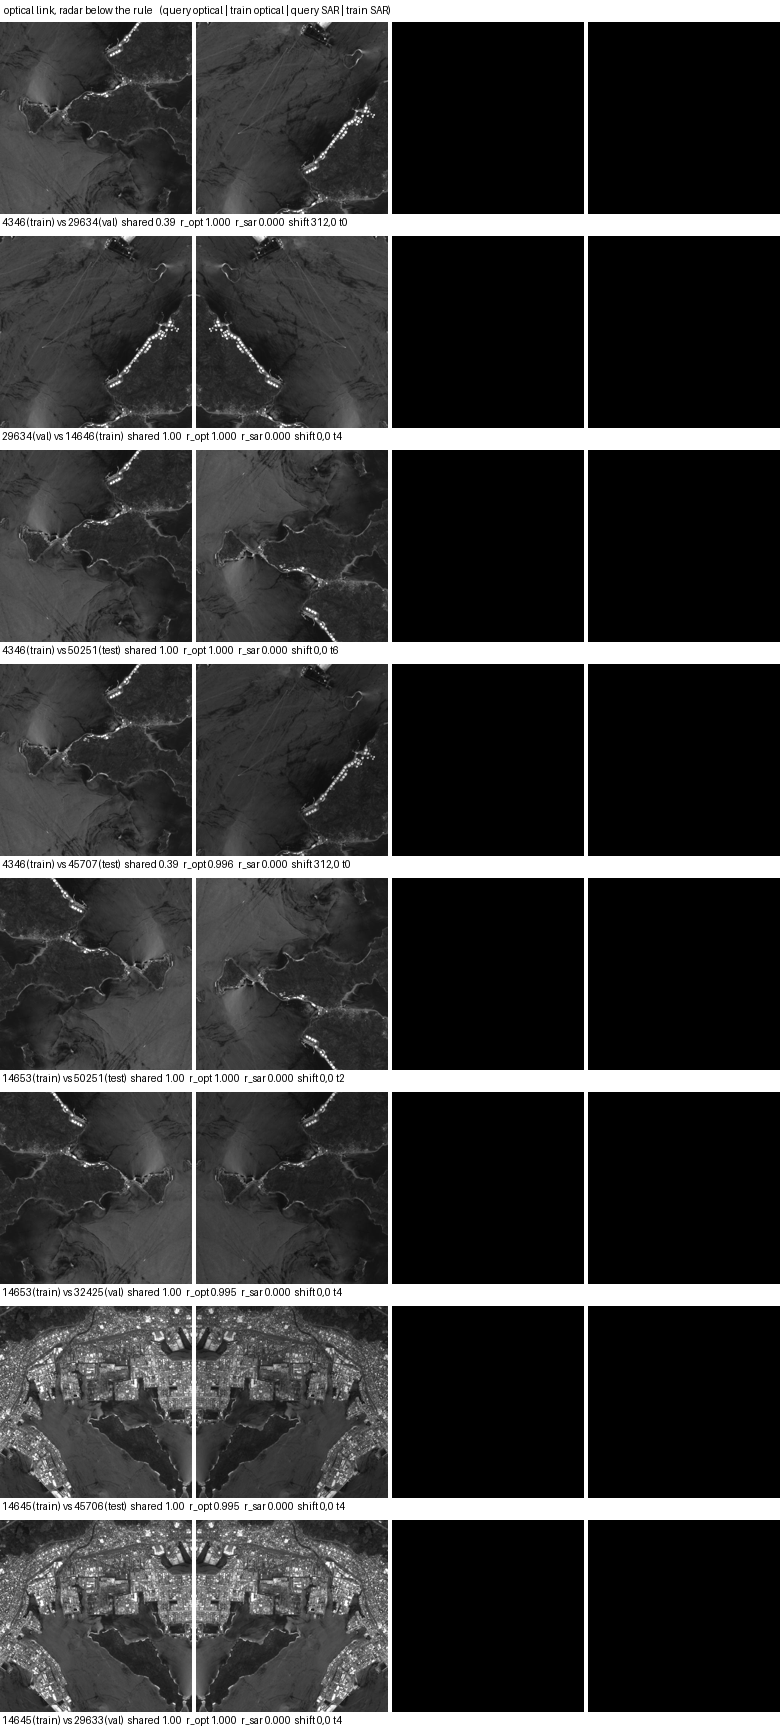 optical link, radar below the rule (query optical | train optical | query SAR | train SAR)
4346(train) vs 29634(val) shared 0.39 r_opt 1.000 r_sar 0.000 shift 312,0 t0
29634(val) vs 14646(train) shared 1.00 r_opt 1.000 r_sar 0.000 shift 0,0 t4
4346(train) vs 50251(test) shared 1.00 r_opt 1.000 r_sar 0.000 shift 0,0 t6
4346(train) vs 45707(test) shared 0.39 r_opt 0.996 r_sar 0.000 shift 312,0 t0
14653(train) vs 50251(test) shared 1.00 r_opt 1.000 r_sar 0.000 shift 0,0 t2
14653(train) vs 32425(val) shared 1.00 r_opt 0.995 r_sar 0.000 shift 0,0 t4
14645(train) vs 45706(test) shared 1.00 r_opt 0.995 r_sar 0.000 shift 0,0 t4
14645(train) vs 29633(val) shared 1.00 r_opt 1.000 r_sar 0.000 shift 0,0 t4